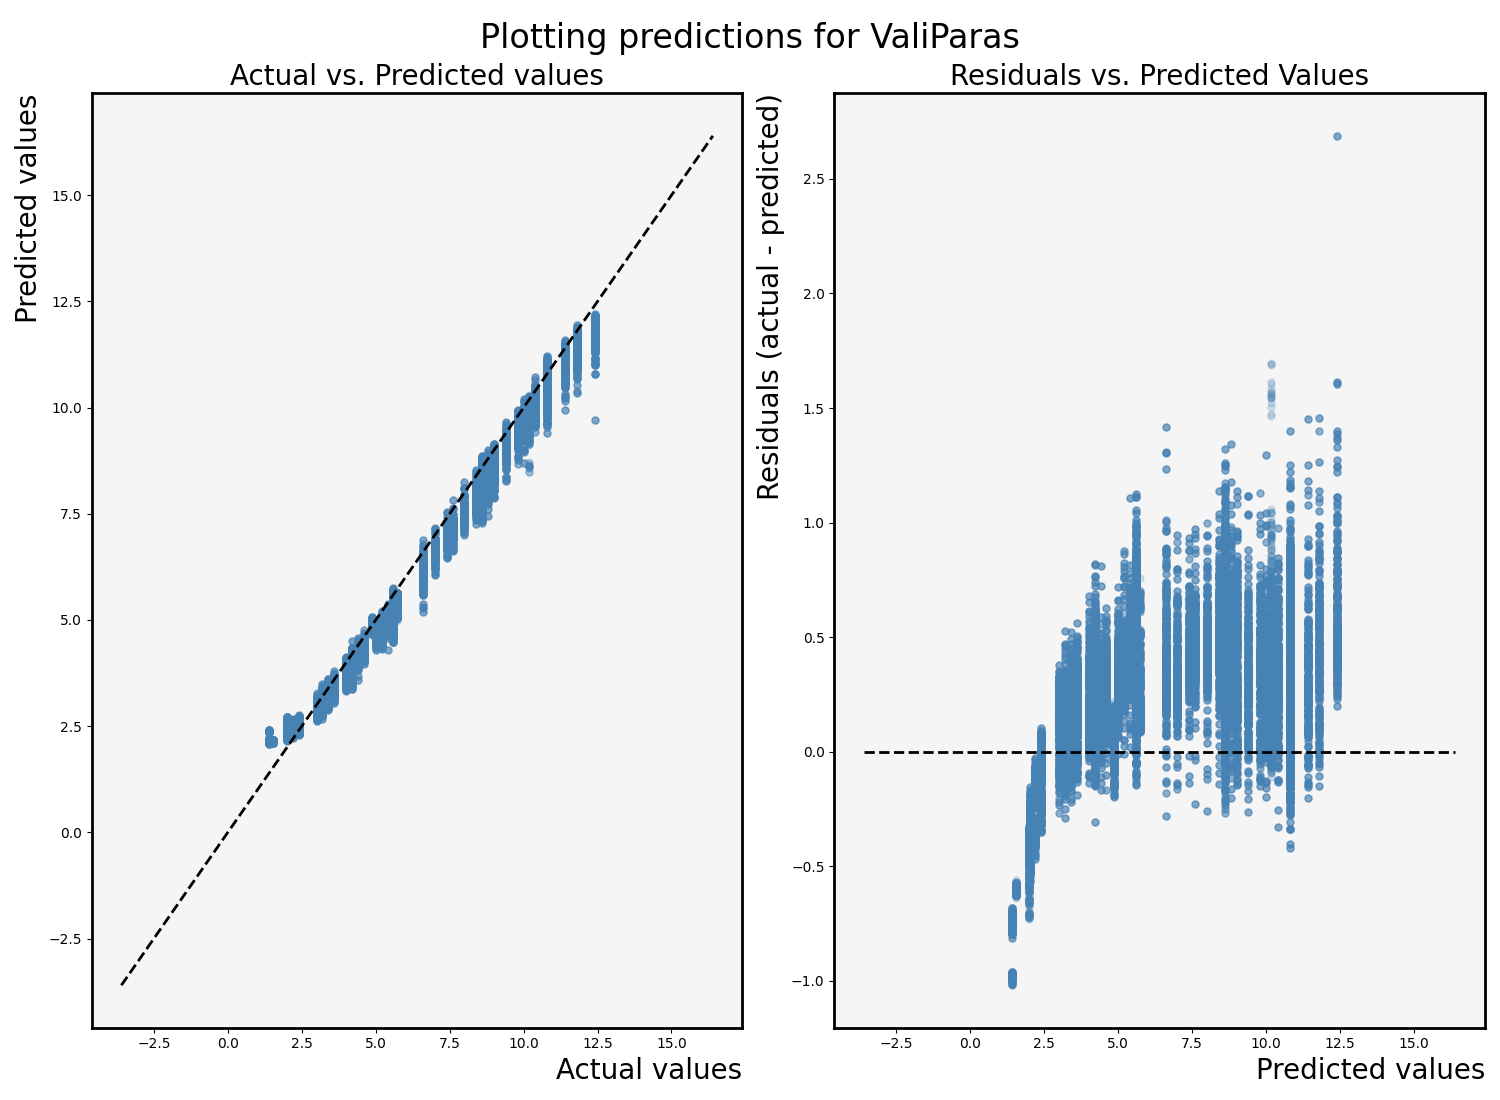 Plotting predictions for ValiParas
Actual vs. Predicted values
Predicted values
15.0
12.5
10.0
7.5
5.0
2.5
0.0
−2.5
−2.5 0.0 2.5 5.0 7.5 10.0 12.5 15.0
Actual values
Residuals vs. Predicted Values
Residuals (actual - predicted)
2.5
2.0
1.5
1.0
0.5
0.0
−0.5
−1.0
−2.5 0.0 2.5 5.0 7.5 10.0 12.5 15.0
Predicted values